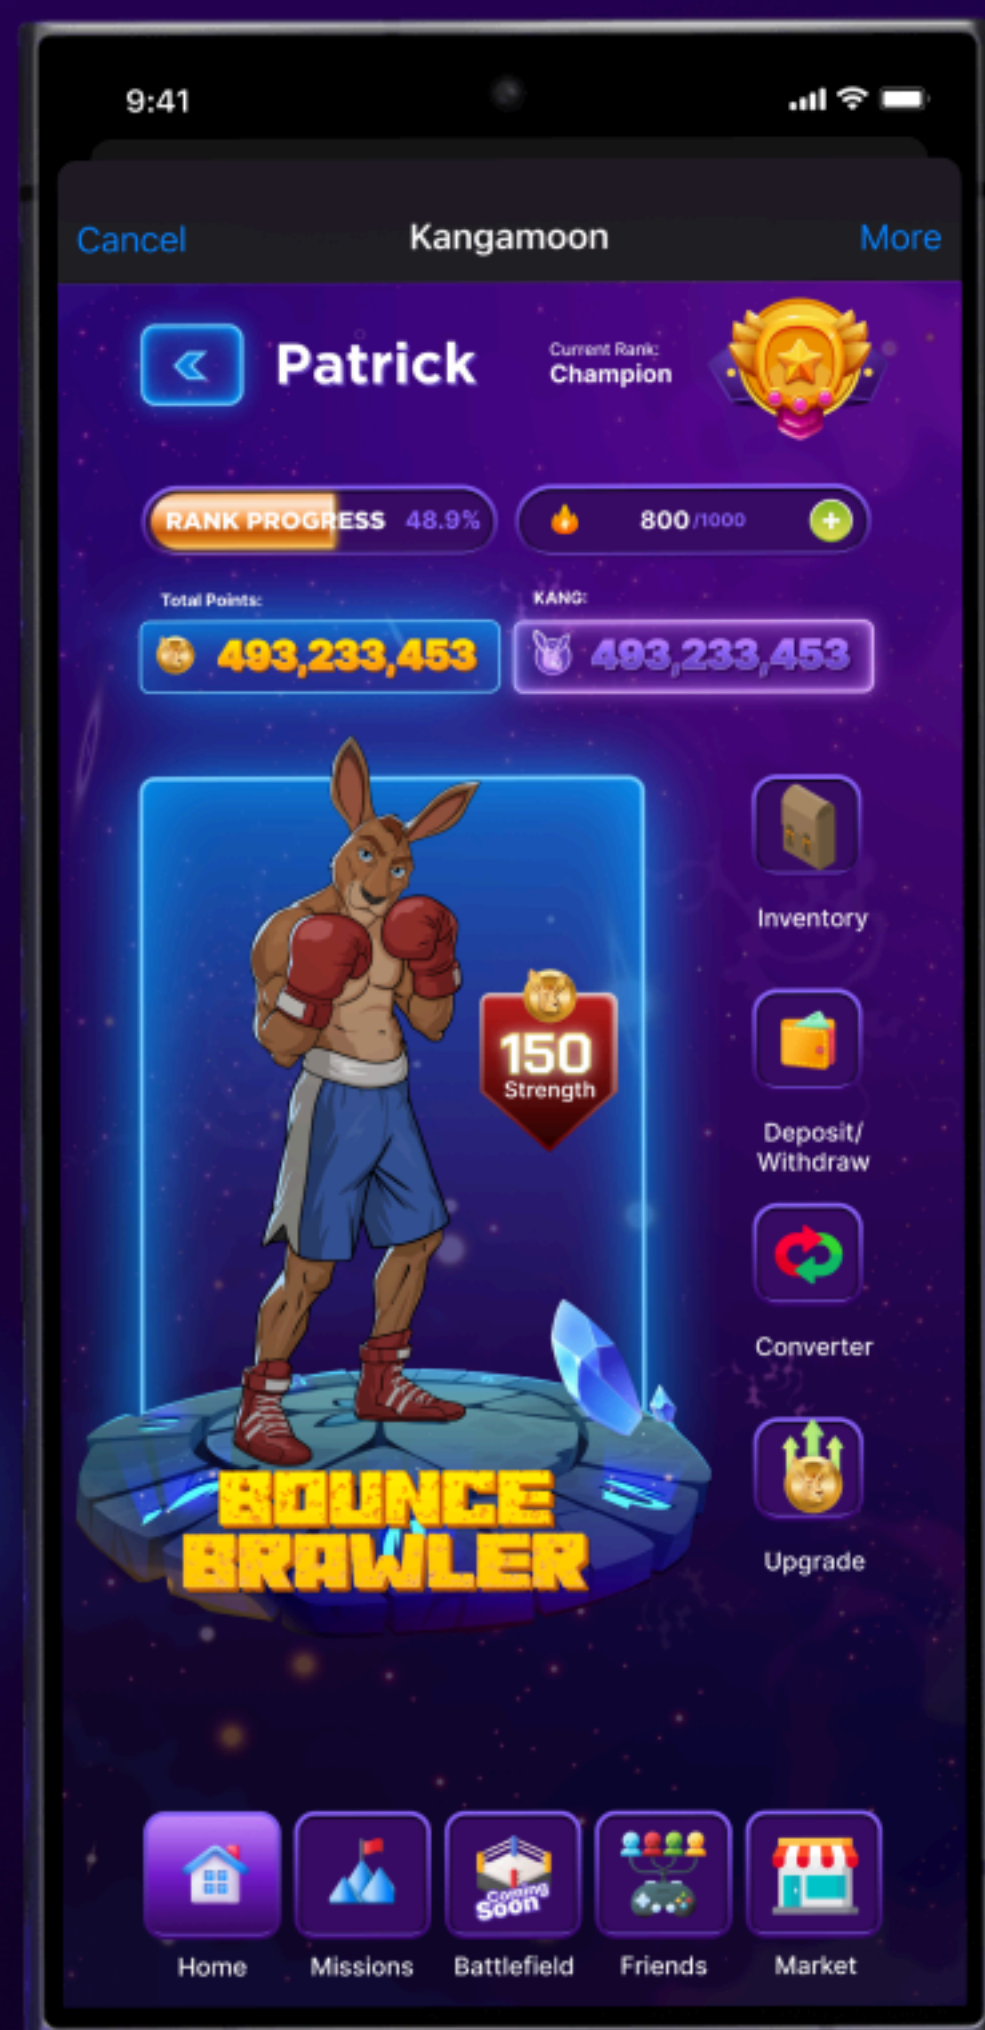 9:41
Cancel
Kangamoon
More
Patrick
Current Rank:
Champion
RANK PROGRESS 48.9%
800/1000
Total Points:
493,233,453
KANG:
493,233,453
150
Strength
Inventory
Deposit/
Withdraw
Converter
Upgrade
BOUNCE
BRAWLER
Coming
Soon
Home
Missions
Battlefield
Friends
Market